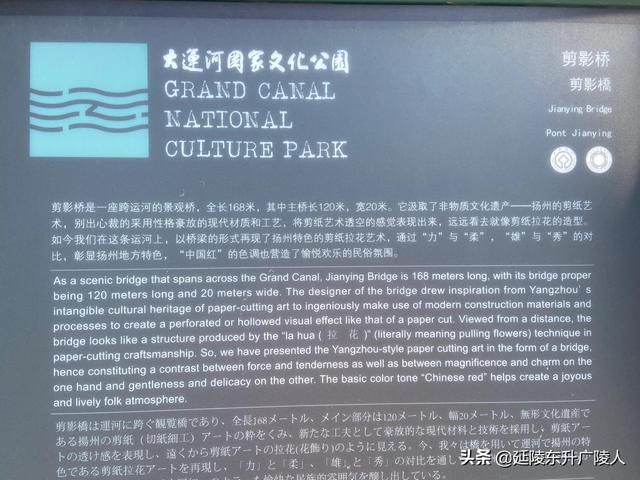 大運河国家文化公園
GRAND CANAL
NATIONAL
CULTURE PARK
剪影桥
剪影橋
Jianying Bridge
Pont Jianying
剪影桥是一座跨运河的景观桥，全长168米，其中主桥长120米，宽20米。它汲取了非物质文化遗产——扬州的剪纸艺
术，别出心裁的采用性格豪放的现代材质和工艺，将剪纸艺术透空的感觉表现出来，远远看去就像剪纸拉花的造型。
如今我们在这条运河上，以桥梁的形式再现了扬州特色的剪纸拉花艺术，通过“力”与“柔”，“雄”与“秀”的对
比，彰显扬州地方特色，“中国红”的色调也营造了愉悦欢乐的民俗氛围。
As a scenic bridge that spans across the Grand Canal, Jianying Bridge is 168 meters long, with its bridge proper
being 120 meters long and 20 meters wide. The designer of the bridge drew inspiration from Yangzhou's
intangible cultural heritage of paper-cutting art to ingeniously make use of modern construction materials and
processes to create a perforated or hollowed visual effect like that of a paper cut. Viewed from a distance, the
bridge looks like a structure produced by the “la hua (拉花)” (literally meaning pulling flowers) technique in
paper-cutting craftsmanship. So, we have presented the Yangzhou-style paper cutting art in the form of a bridge,
hence constituting a contrast between force and tenderness as well as between magnificence and charm on the
one hand and gentleness and delicacy on the other. The basic color tone “Chinese red” helps create a joyous
and lively folk atmosphere.
剪影橋は運河に跨ぐ観覧橋であり、全長168メートル、メイン部分は120メートル、幅20メートル、無形文化遺産で
ある揚州の剪紙（切紙細工）アートの粋をくみ、新たな工夫として豪放的な現代材料と技術を採用し、剪紙アー
トの透け感を表現し、遠くから剪紙アートの拉花(花飾り)のように見える。今、我々は橋を用いて運河で揚州の特
色である剪紙拉花アートを再現し、「力」と「柔」、「雄」と「秀」の対比を通し
頭条 @延陵东升广陵人